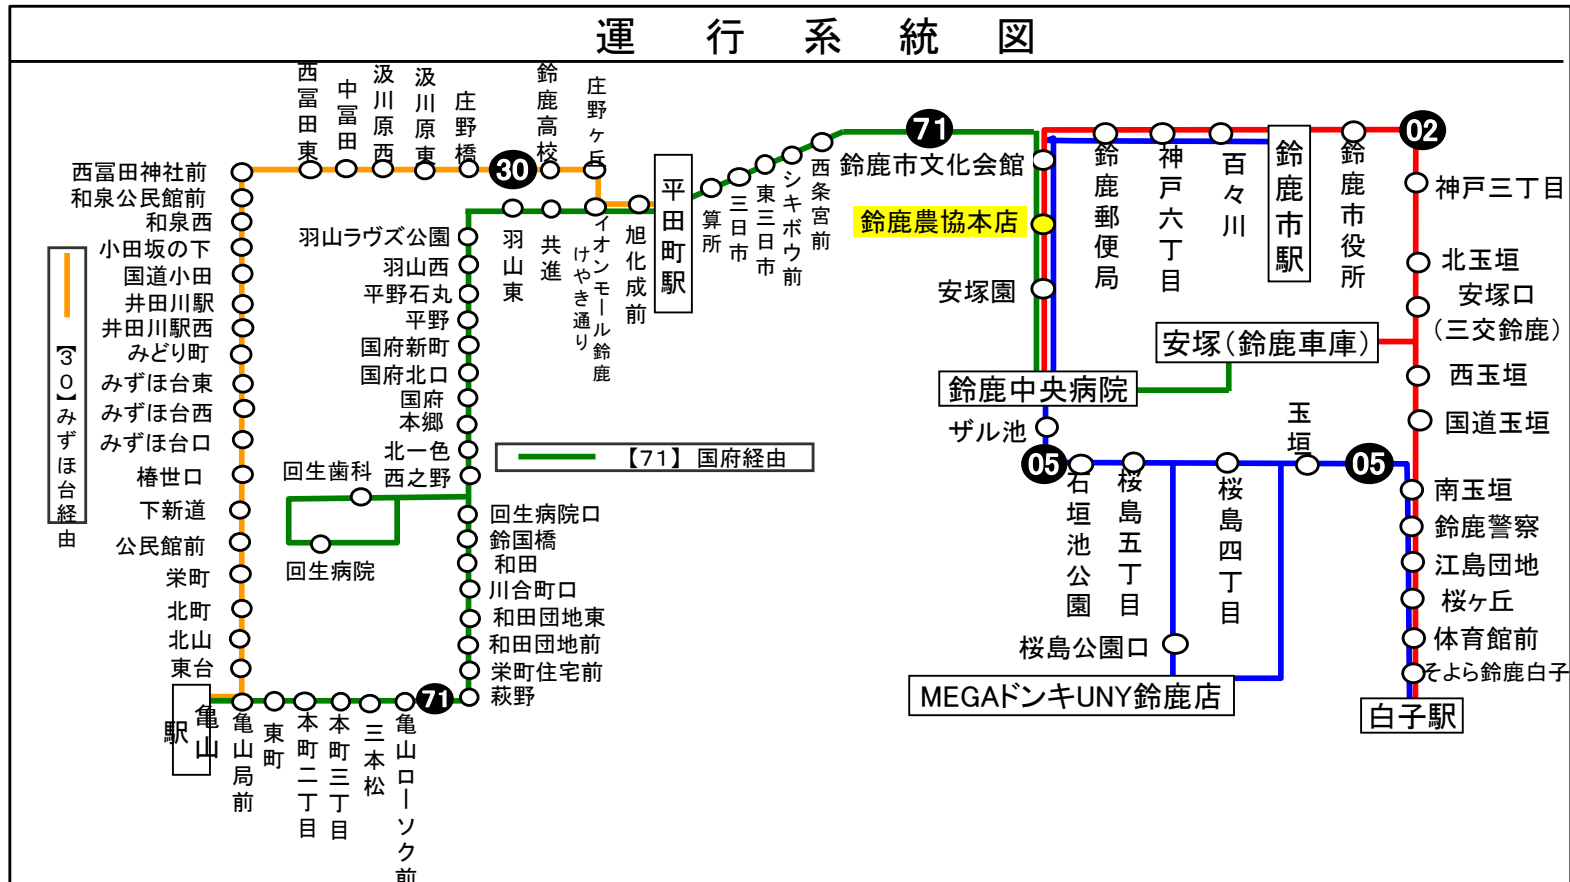 運行系統図
西冨田東
中冨田
汲川原西
汲川原東
庄野橋
30
鈴鹿高校
庄野ヶ丘
西冨田神社前
和泉公民館前
和泉西
小田坂の下
国道小田
井田川駅
井田川駅西
みどり町
みずほ台東
みずほ台西
みずほ台口
椿世口
下新道
公民館前
栄町
北町
北山
東台
【30】みずほ台経由
亀山駅
亀山局前
東町
本町二丁目
本町三丁目
三本松
亀山ローソク前
71
萩野
栄町住宅前
和田団地前
和田団地東
川合町口
和田
鈴国橋
回生病院口
回生歯科
回生病院
西之野
北一色
本郷
国府
国府北口
国府新町
平野
平野石丸
羽山西
羽山ラヴズ公園
羽山東
共進
イオンモール鈴鹿
けやき通り
旭化成前
平田町駅
算所
三日市
東三日市
シキボウ前
西条宮前
71
【71】 国府経由
鈴鹿市文化会館
鈴鹿農協本店
安塚園
鈴鹿中央病院
鈴鹿郵便局
神戸六丁目
百々川
鈴鹿市駅
鈴鹿市役所
02
神戸三丁目
北玉垣
安塚口
(三交鈴鹿)
安塚(鈴鹿車庫)
西玉垣
国道玉垣
ザル池
05
石垣池公園
桜島五丁目
桜島四丁目
玉垣
05
桜島公園口
MEGAドンキUNY鈴鹿店
南玉垣
鈴鹿警察
江島団地
桜ヶ丘
体育館前
そよら鈴鹿白子
白子駅